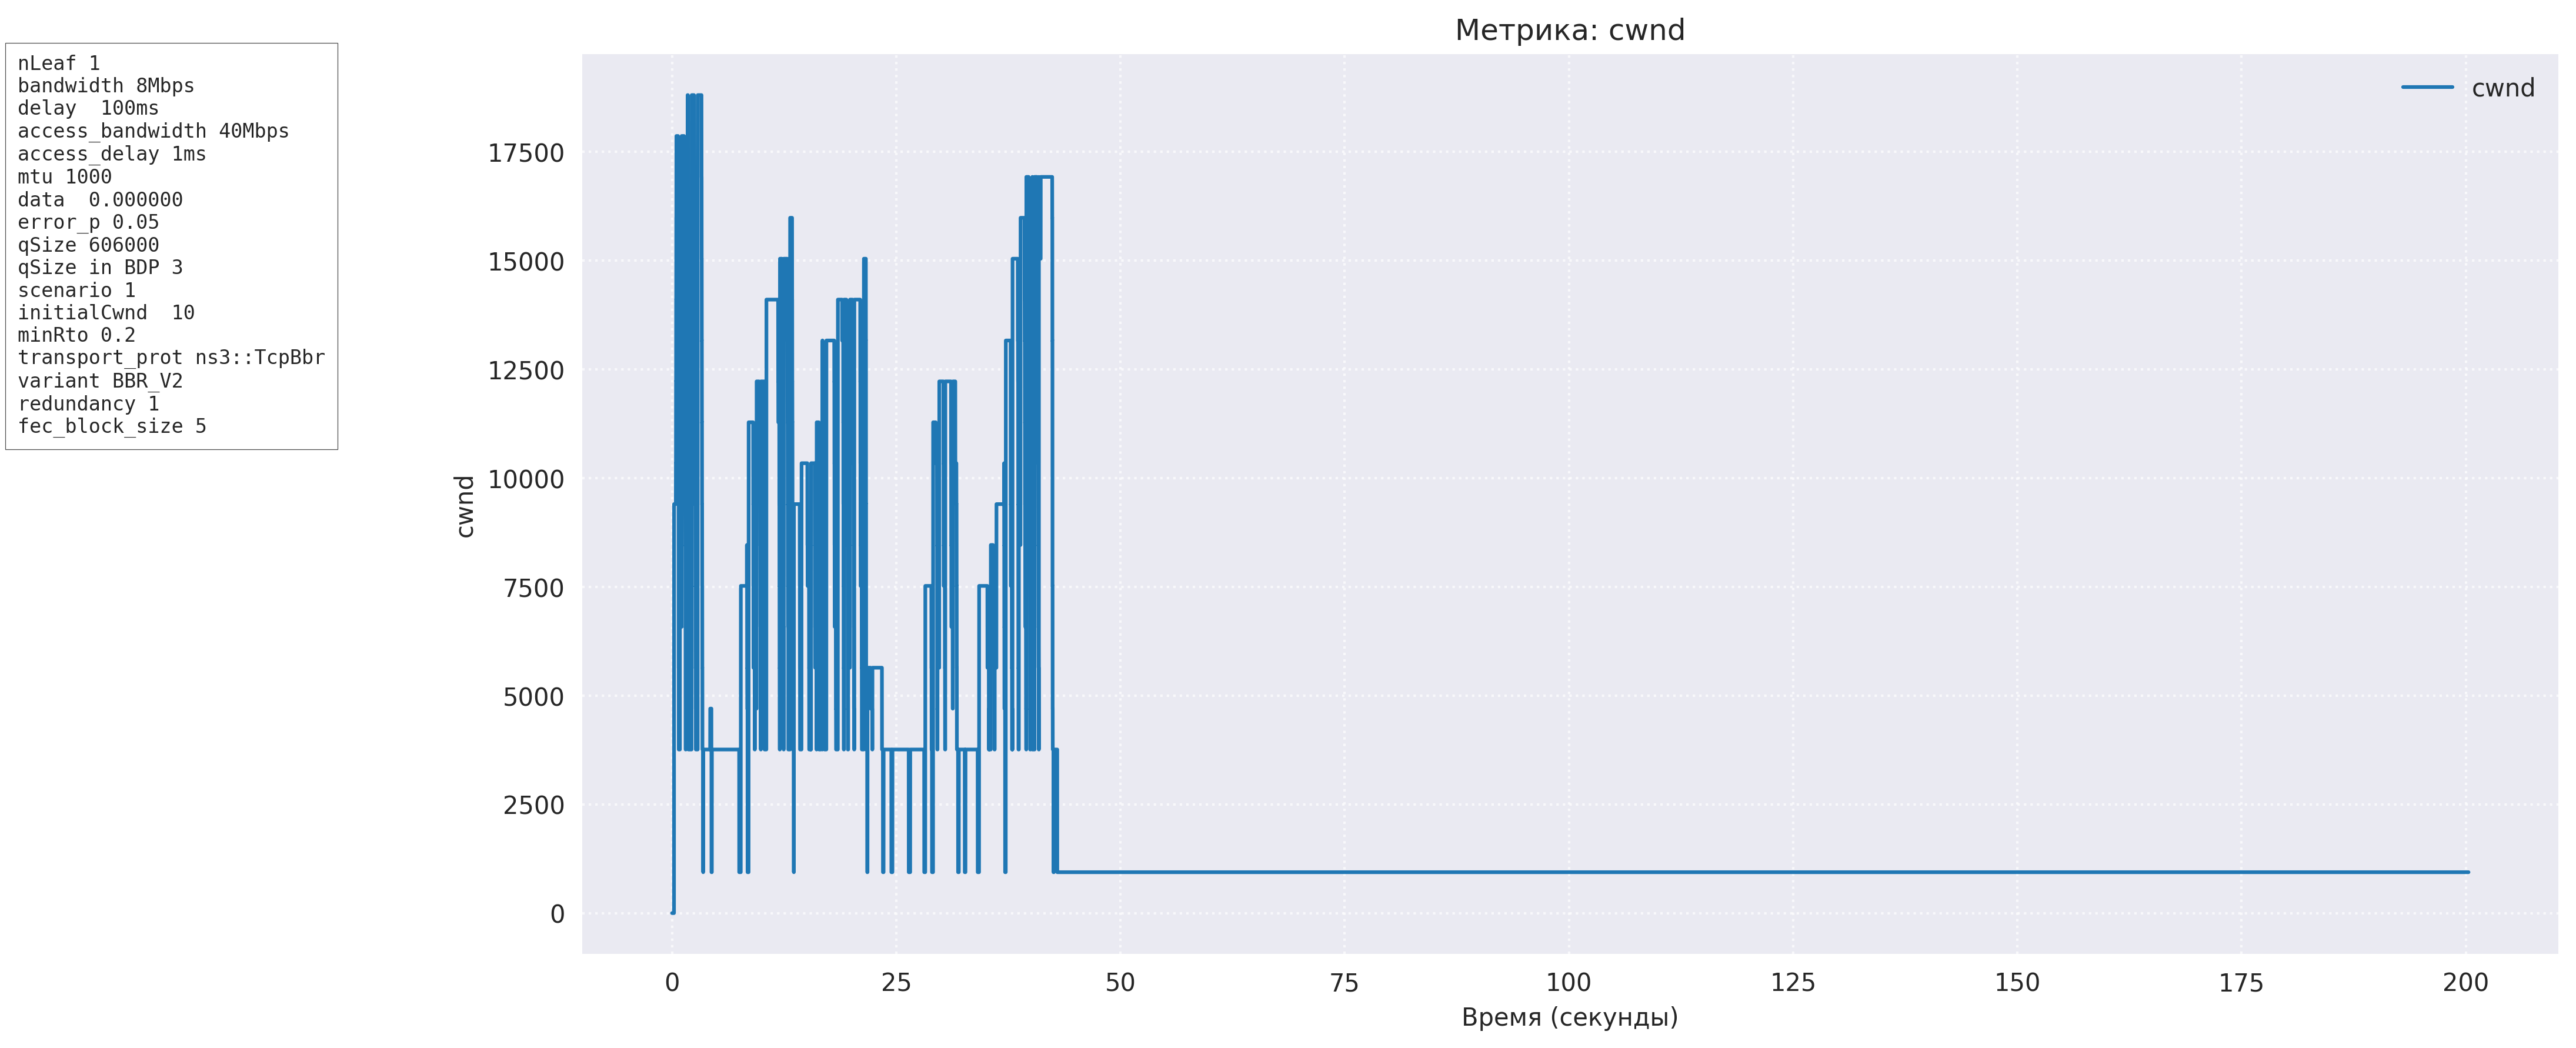 Метрика: cwnd
nLeaf 1
bandwidth 8Mbps
delay  100ms
access_bandwidth 40Mbps
access_delay 1ms
mtu 1000
data  0.000000
error_p 0.05
qSize 606000
qSize in BDP 3
scenario 1
initialCwnd  10
minRto 0.2
transport_prot ns3::TcpBbr
variant BBR_V2
redundancy 1
fec_block_size 5
cwnd
17500
15000
12500
10000
7500
5000
2500
0
cwnd
0 25 50 75 100 125 150 175 200
Время (секунды)